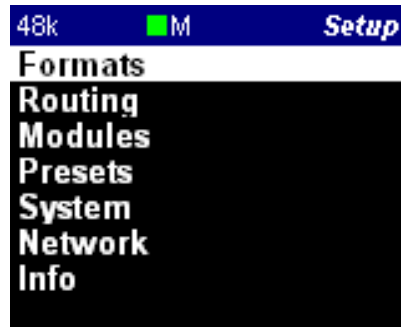 48k M Setup
Formats
Routing
Modules
Presets
System
Network
Info